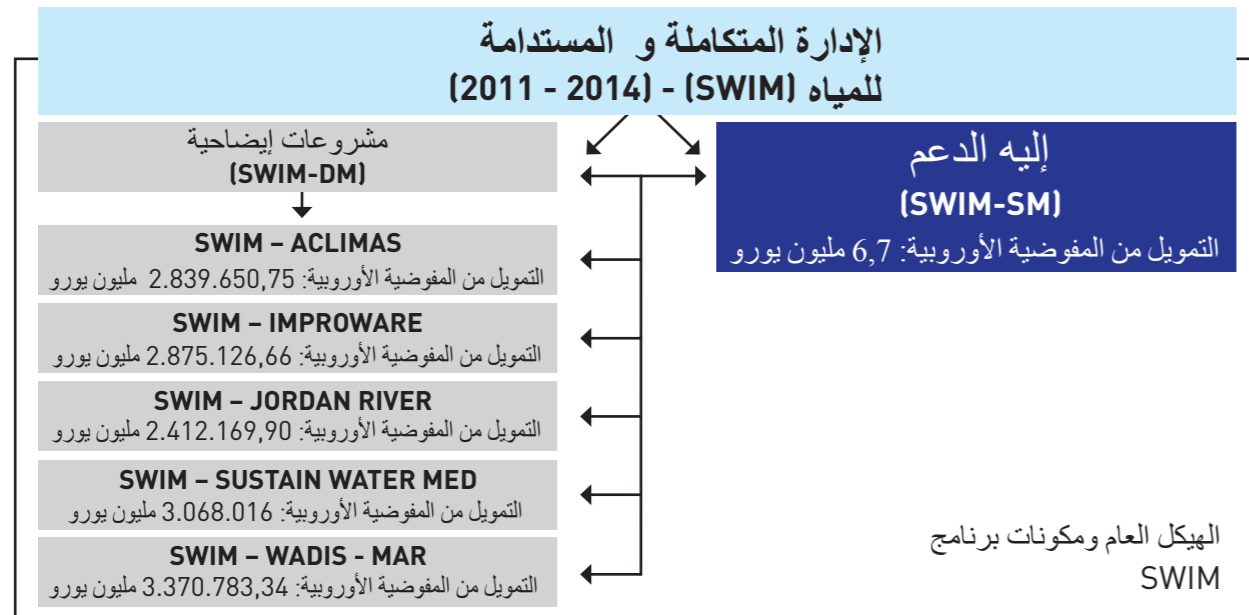 الإدارة المتكاملة و المستدامة
للمياه (SWIM) - (2011 - 2014)
إليه الدعم
(SWIM-SM)
التمويل من المفوضية الأوروبية: 6,7 مليون يورو
مشروعات إيضاحية
(SWIM-DM)
SWIM – ACLIMAS
التمويل من المفوضية الأوروبية: 2.839.650,75 مليون يورو
SWIM – IMPROWARE
التمويل من المفوضية الأوروبية: 2.875.126,66 مليون يورو
SWIM – JORDAN RIVER
التمويل من المفوضية الأوروبية: 2.412.169,90 مليون يورو
SWIM – SUSTAIN WATER MED
التمويل من المفوضية الأوروبية: 3.068.016 مليون يورو
SWIM – WADIS - MAR
التمويل من المفوضية الأوروبية: 3.370.783,34 مليون يورو
الهيكل العام ومكونات برنامج
SWIM